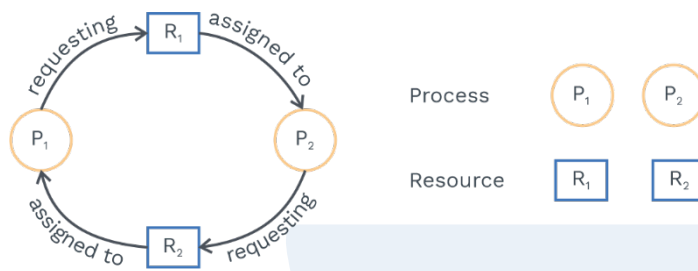 requesting
R₁
assigned to
P₁
P₂
assigned to
R₂
requesting
Process
P₁
P₂
Resource
R₁
R₂